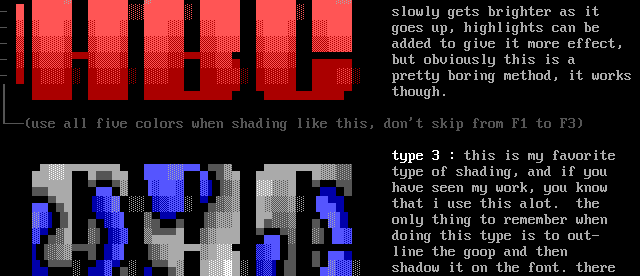 slowly gets brighter as it
goes up, highlights can be
added to give it more effect,
but obviously this is a
pretty boring method, it works
though.
(use all five colors when shading like this, don't skip from F1 to F3)
type 3 : this is my favorite
type of shading, and if you
have seen my work, you know
that i use this alot.  the
only thing to remember when
doing this type is to out-
line the goop and then
shadow it on the font. there